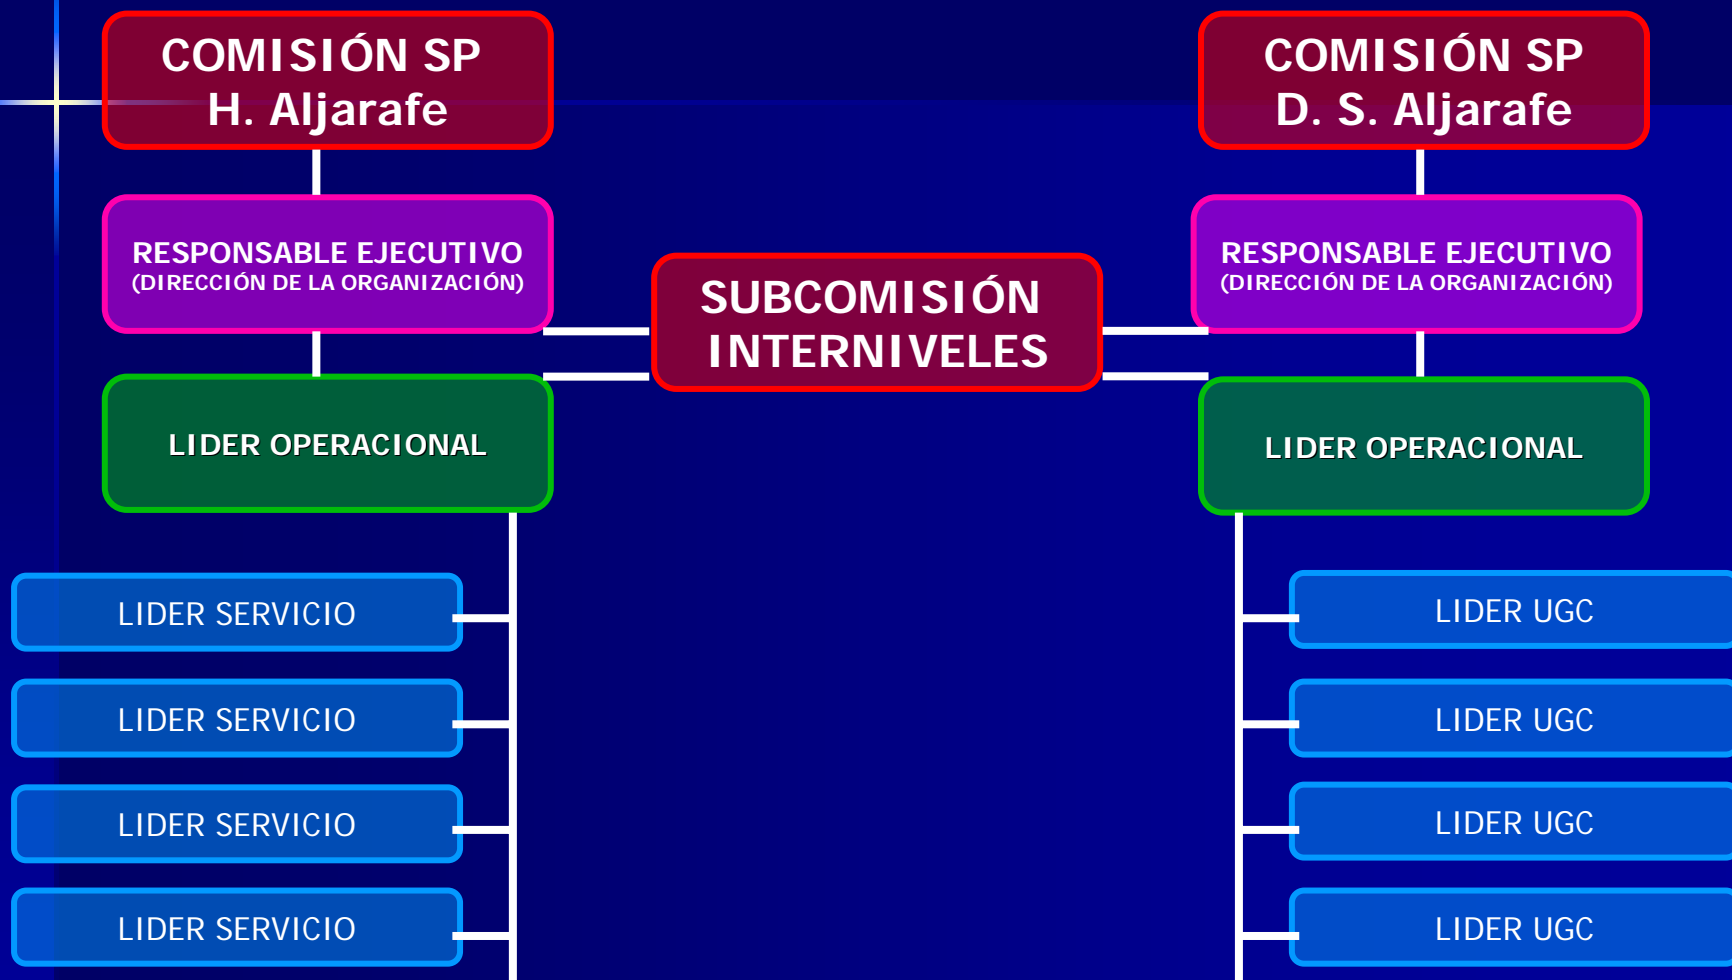 COMISIÓN SP
H. Aljarafe
COMISIÓN SP
D. S. Aljarafe
RESPONSABLE EJECUTIVO
(DIRECCIÓN DE LA ORGANIZACIÓN)
RESPONSABLE EJECUTIVO
(DIRECCIÓN DE LA ORGANIZACIÓN)
SUBCOMISIÓN
INTERNIVELES
LIDER OPERACIONAL
LIDER OPERACIONAL
LIDER SERVICIO
LIDER UGC
LIDER SERVICIO
LIDER UGC
LIDER SERVICIO
LIDER UGC
LIDER SERVICIO
LIDER UGC